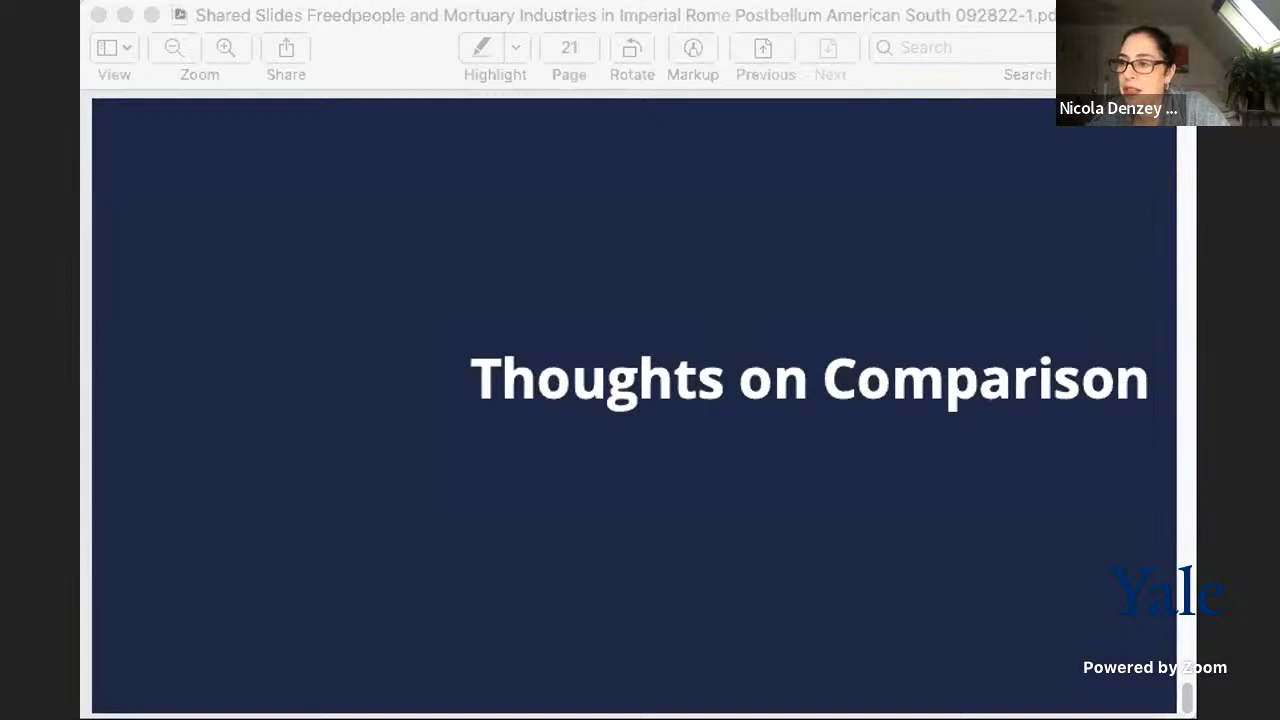 Shared Slides Freedpeople and Mortuary Industries in Imperial Rome Postbellum American South 092822-1.pd
21
Search
View
Zoom
Share
Highlight
Page
Rotate
Markup
Previous
Next
Search
Nicola Denzey ...
Thoughts on Comparison
Yale
Powered by Zoom